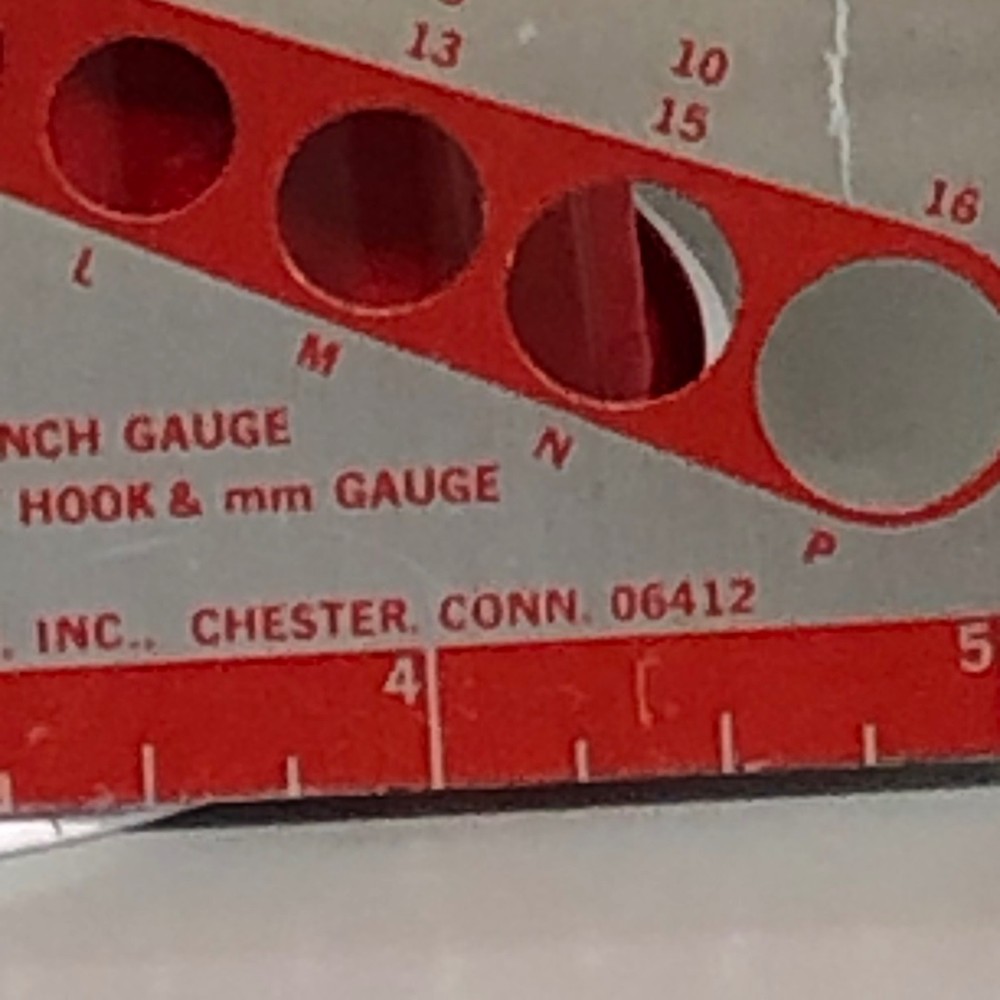 13
10
15
16
L
M
N
P
NCH GAUGE
HOOK & mm GAUGE
, INC., CHESTER, CONN. 06412
4
5